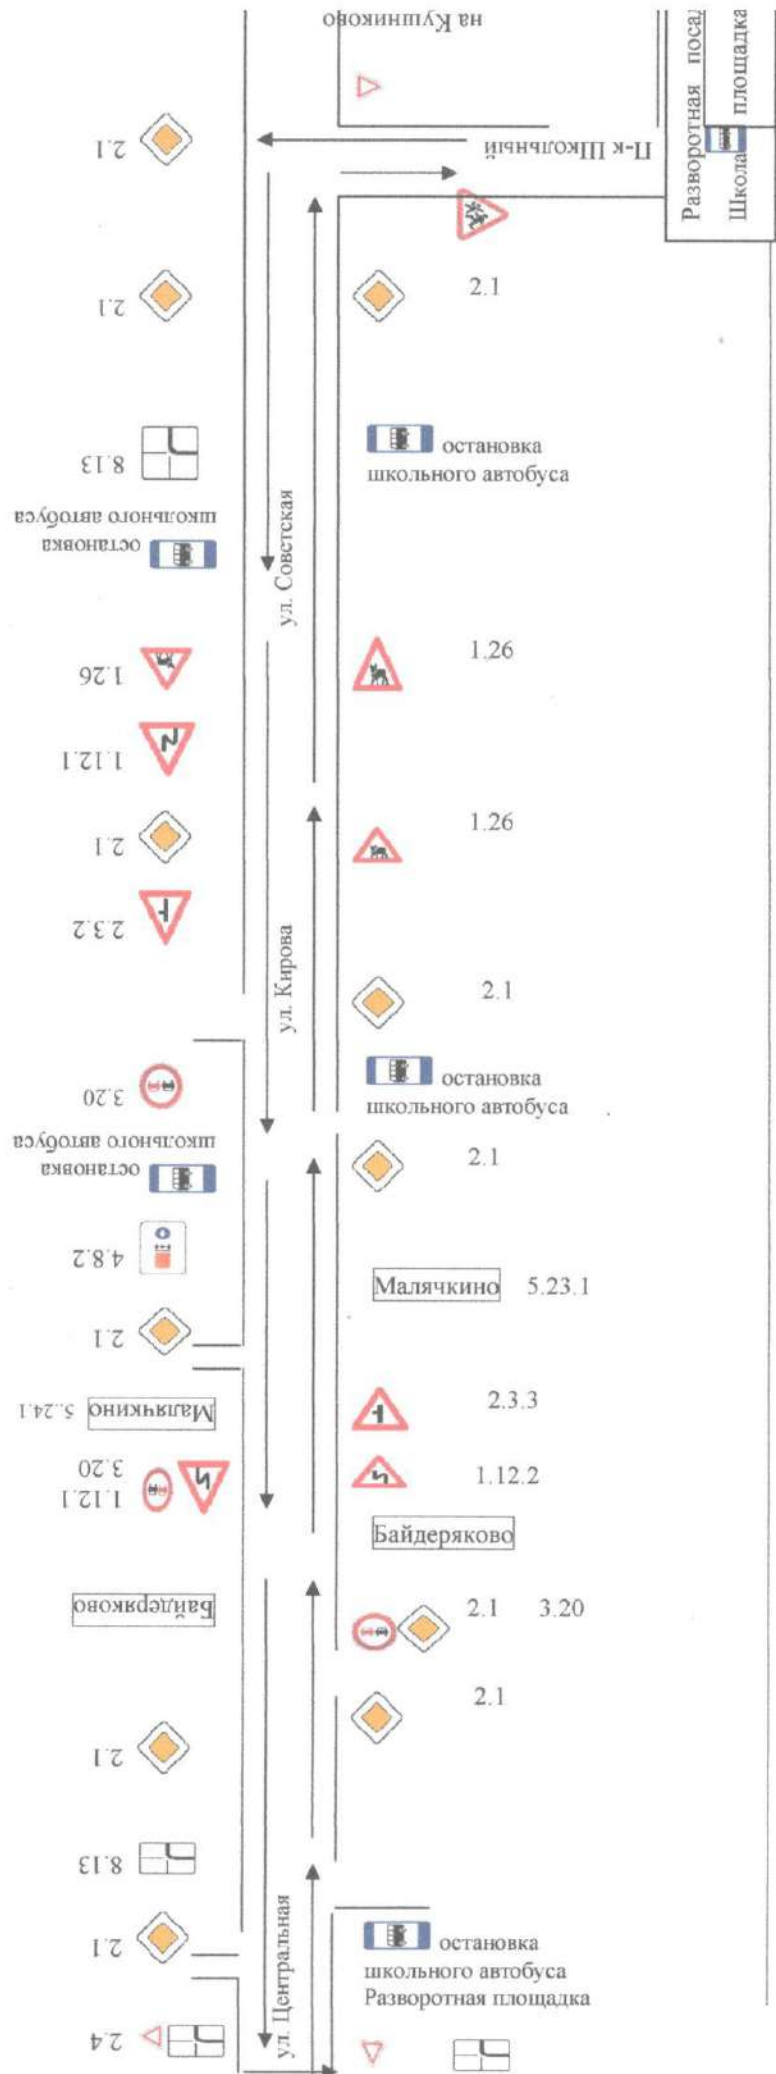 на Кушниково
Разворотная посад
Школа площадка
2.1
П-к Школьный
2.1
2.1
8.13
остановка
школьного автобуса
остановка
школьного автобуса
ул. Советская
1.26
1.26
1.12.1
2.1
1.26
2.3.2
ул. Кирова
2.1
3.20
остановка
школьного автобуса
остановка
школьного автобуса
2.1
4.8.2
Малячкино 5.23.1
2.1
Малячкино 5..24.1
2.3.3
3.20
1.12.1
1.12.2
Байдеряково
Байдеряково
2.1 3.20
2.1
2.1
8.13
ул. Центральная
2.1
остановка
школьного автобуса
Разворотная площадка
2.4